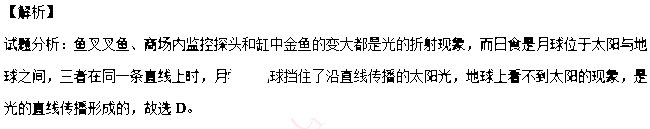 【解析】
试题分析：鱼叉叉鱼、商场内监控探头和缸中金鱼的变大都是光的折射现象，而日食是月球位于太阳与地
球之间，三者在同一条直线上时，月 球挡住了沿直线传播的太阳光，地球上看不到太阳的现象，是
光的直线传播形成的，故选 D。